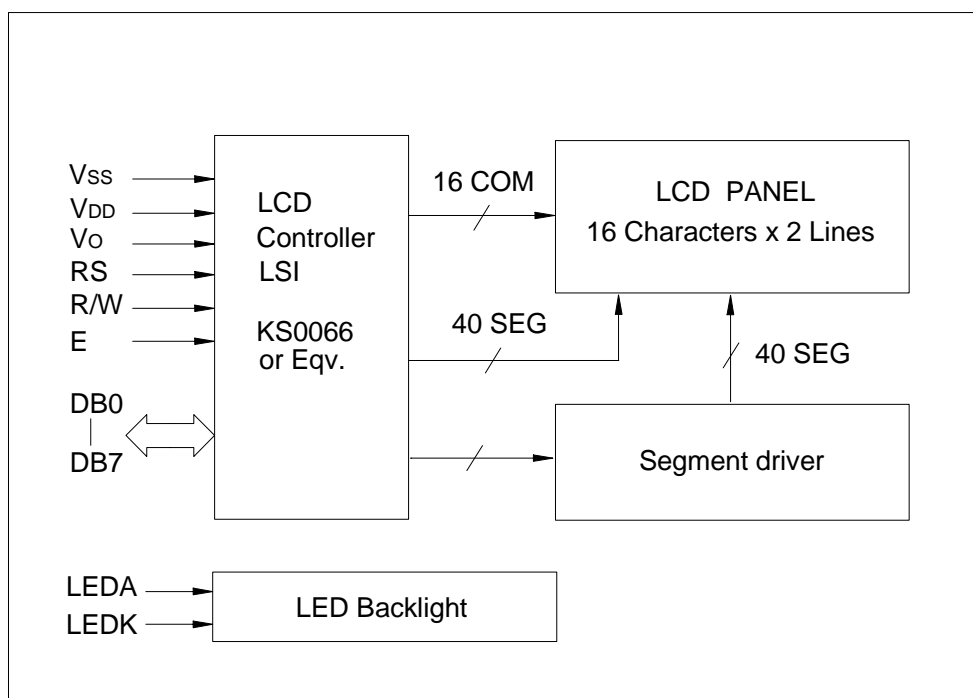 VSS
VDD
VO
RS
R/W
E
DB0
DB7
LCD
Controller
LSI
KS0066
or Eqv.
16 COM
40 SEG
LCD PANEL
16 Characters x 2 Lines
40 SEG
Segment driver
LEDA
LEDK
LED Backlight